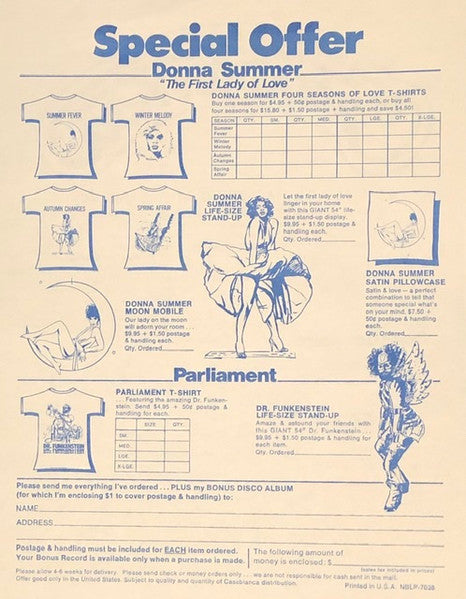 Special Offer
Donna Summer
"The First Lady of Love"
DONNA SUMMER FOUR SEASONS OF LOVE T-SHIRTS
Buy one season for $4.95 + 50¢ postage & handling each, or buy all
four seasons for $15.80 + $1.50 postage + handling and save $4.50!
SEASON QTY. SM. QTY. MED. QTY. LGE. QTY. X-LGE.
Summer
Fever
Winter
Melody
Autumn
Changes
Spring
Affair
SUMMER FEVER
WINTER MELODY
AUTUMN CHANGES
SPRING AFFAIR
DONNA
SUMMER
LIFE-SIZE
STAND-UP
Let the first lady of love
linger in your home
with this GIANT 54" life-
size stand-up display.
$9.95 + $1.50 postage
& handling each.
Qty. Ordered
DONNA SUMMER
SATIN PILLOWCASE
Satin & love — a perfect
combination to tell that
someone special what's
on your mind. $7.50 +
50¢ postage & handling
each.
Qty. Ordered
DONNA SUMMER
MOON MOBILE
Our lady on the moon
will adorn your room...
$9.95 + $1.50 postage
& handling each.
Qty. Ordered
Parliament
PARLIAMENT T-SHIRT
...Featuring the amazing Dr. Funken-
stein. Send $4.95 + 50¢ postage &
handling for each.
SIZE QTY.
SM.
MED.
LGE.
X-LGE.
DR. FUNKENSTEIN
DR. FUNKENSTEIN
LIFE-SIZE STAND-UP
Amaze & astound your friends with
this GIANT 54" Dr. Funkenstein...
$9.95 + $1.50 postage & handling for
each item.
Qty. Ordered
Please send me everything I've ordered...PLUS my BONUS DISCO ALBUM
(for which I'm enclosing $1 to cover postage & handling) to:
NAME
ADDRESS
Postage & handling must be included for EACH item ordered.
Your Bonus Record is available only when a purchase is made.
The following amount of
money is enclosed: $
(sales tax included in prices)
Please allow 4-6 weeks for delivery. Please send check or money orders only...we are not responsible for cash sent in the mail.
Offer good only in the United States. Subject to quality and quantity of Casablanca distribution.
Printed in U.S.A. NBLP-7038